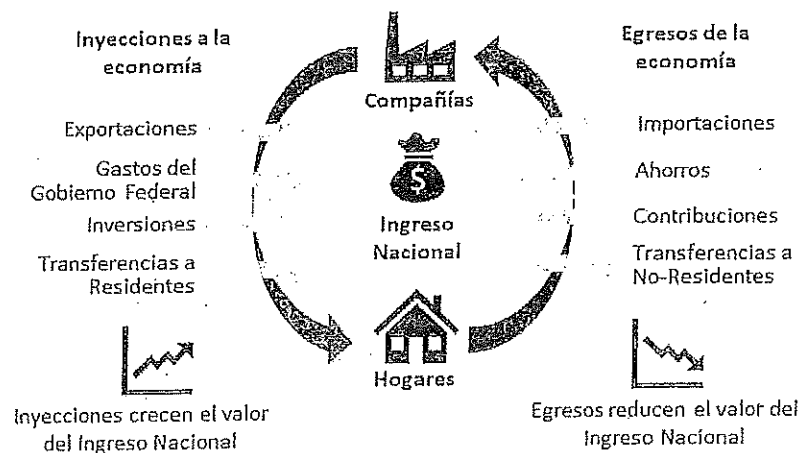 Inyecciones a la
economía
Exportaciones
Gastos del
Gobierno Federal
Inversiones
Transferencias a
Residentes
Inyecciones crecen el valor
del Ingreso Nacional
Compañías
$
Ingreso
Nacional
Hogares
Egresos de la
economía
Importaciones
Ahorros
Contribuciones
Transferencias a
No-Residentes
Egresos reducen el valor del
Ingreso Nacional